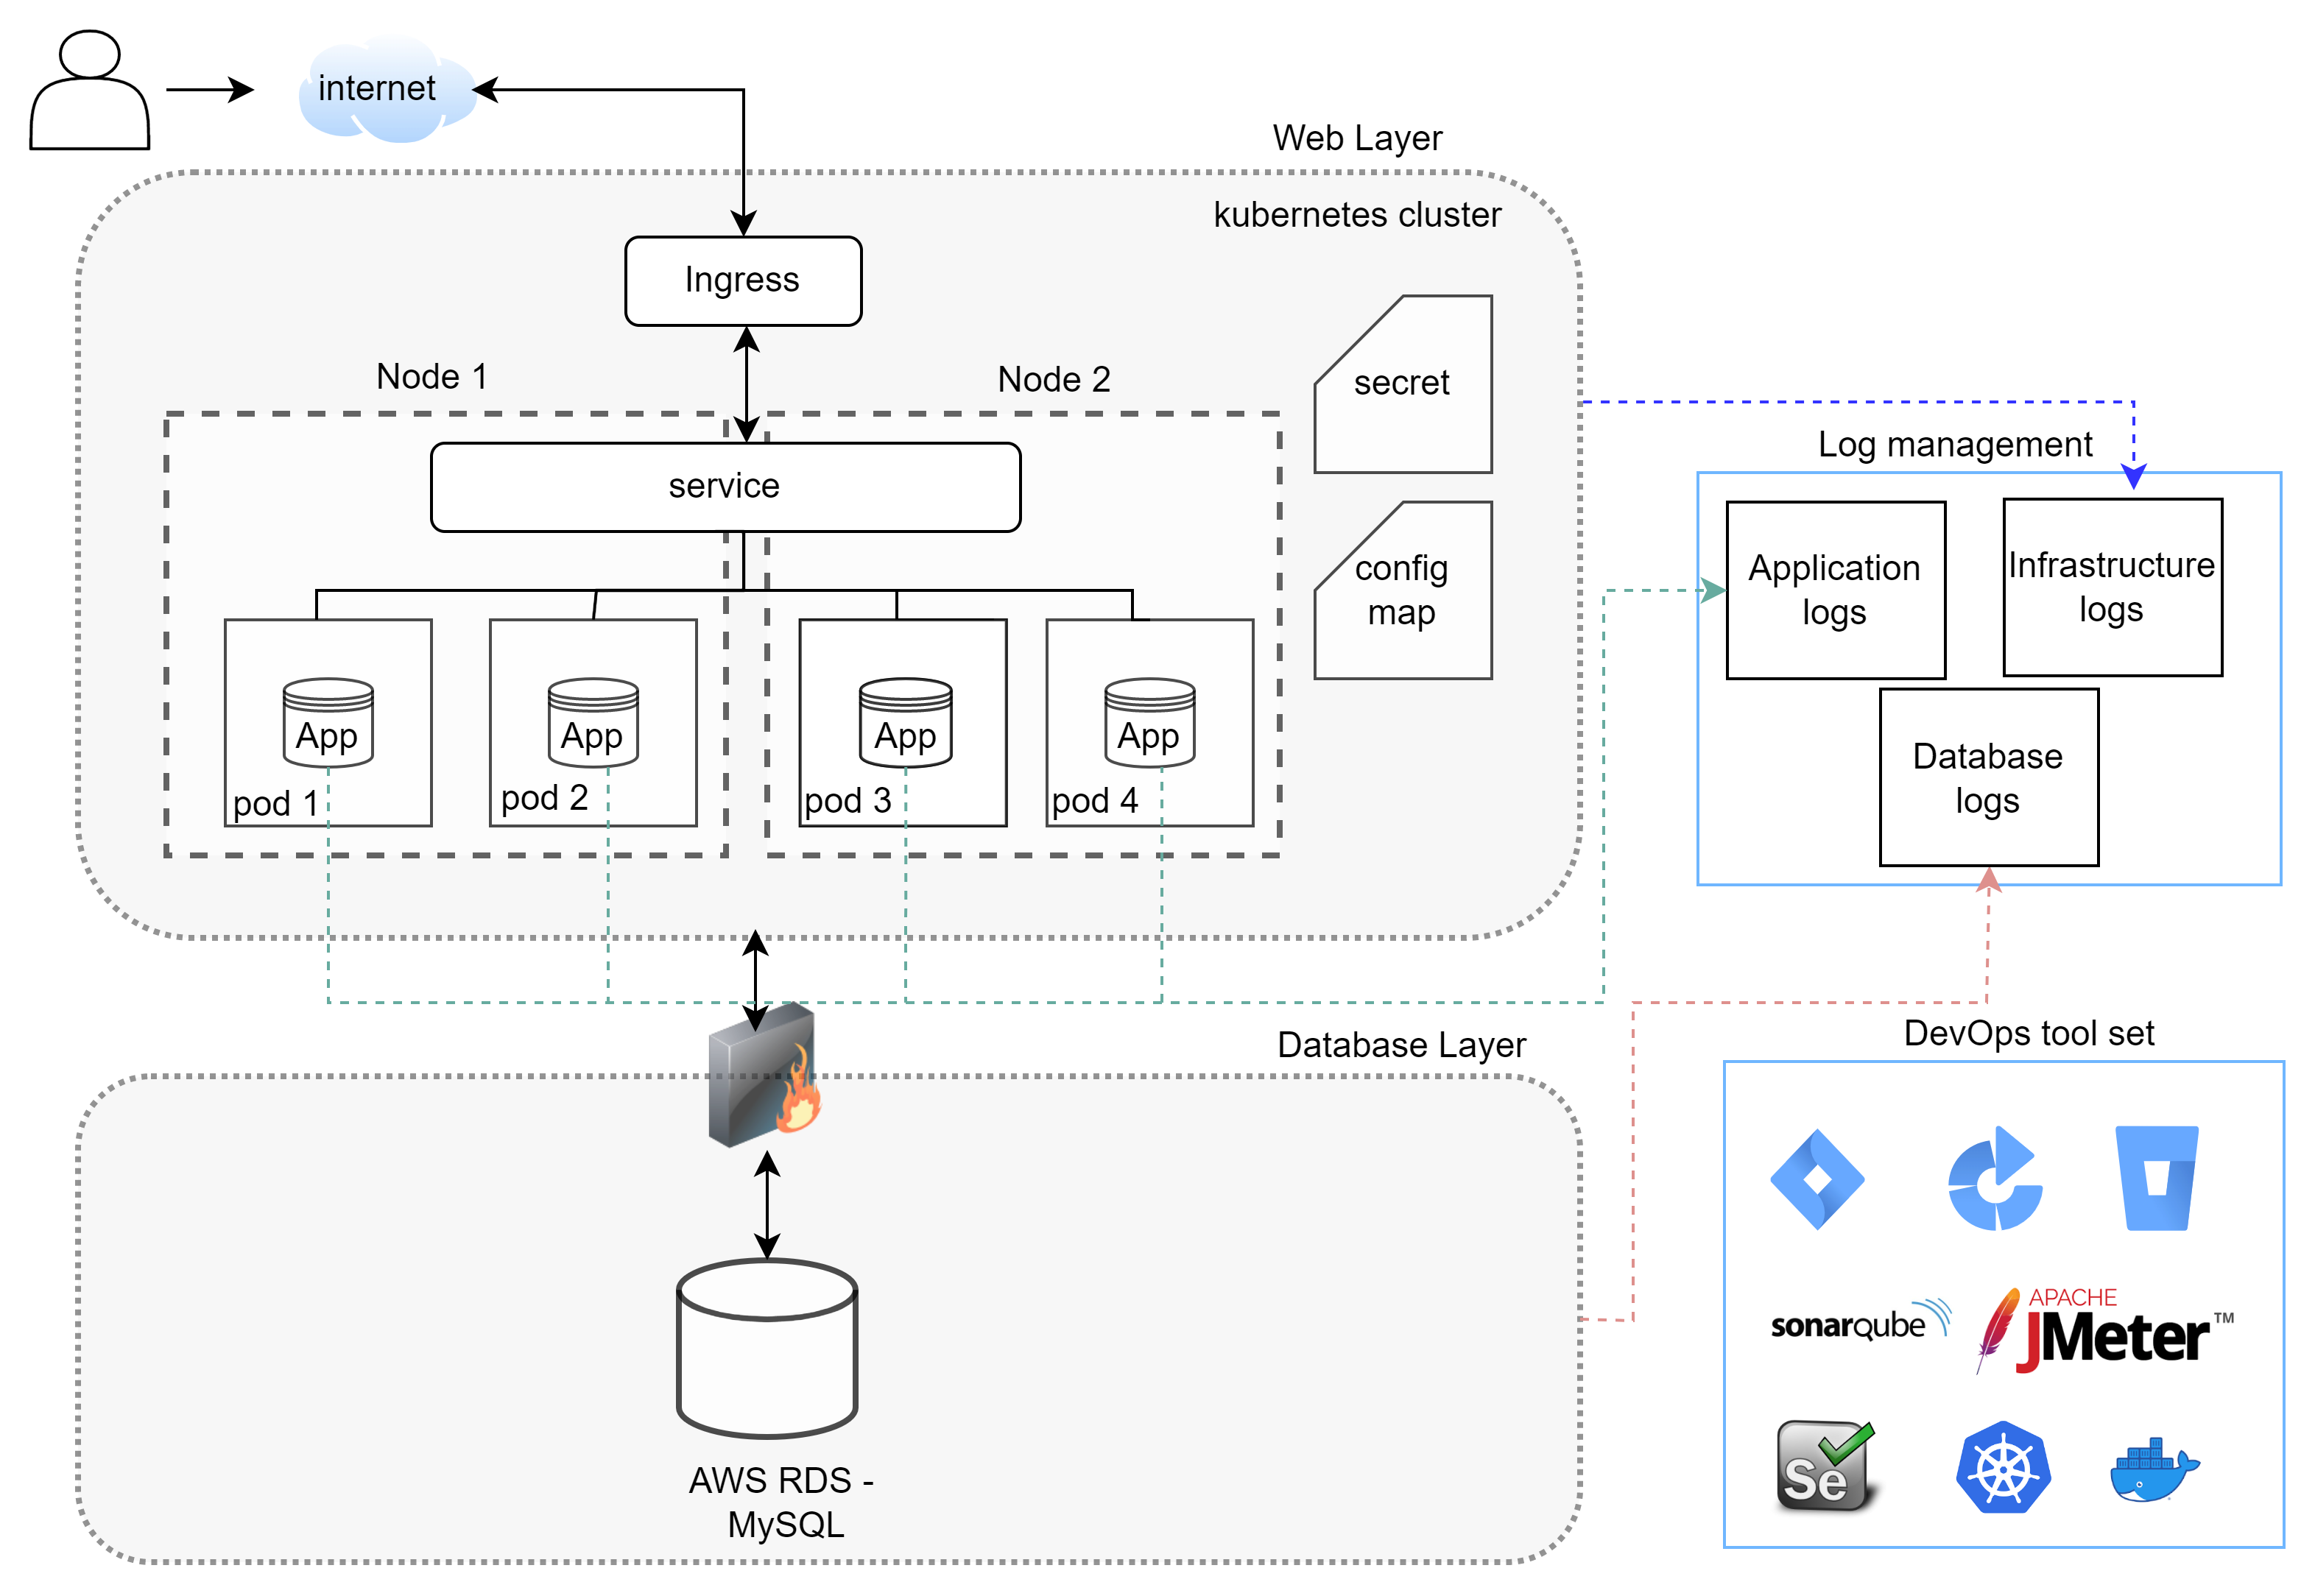 internet
Web Layer
kubernetes cluster
Ingress
Node 1
Node 2
secret
service
config
map
App
pod 1
App
pod 2
App
pod 3
App
pod 4
Log management
Application
logs
Infrastructure
logs
Database
logs
Database Layer
AWS RDS -
MySQL
DevOps tool set
sonarqube
APACHE
JMeter™
Se